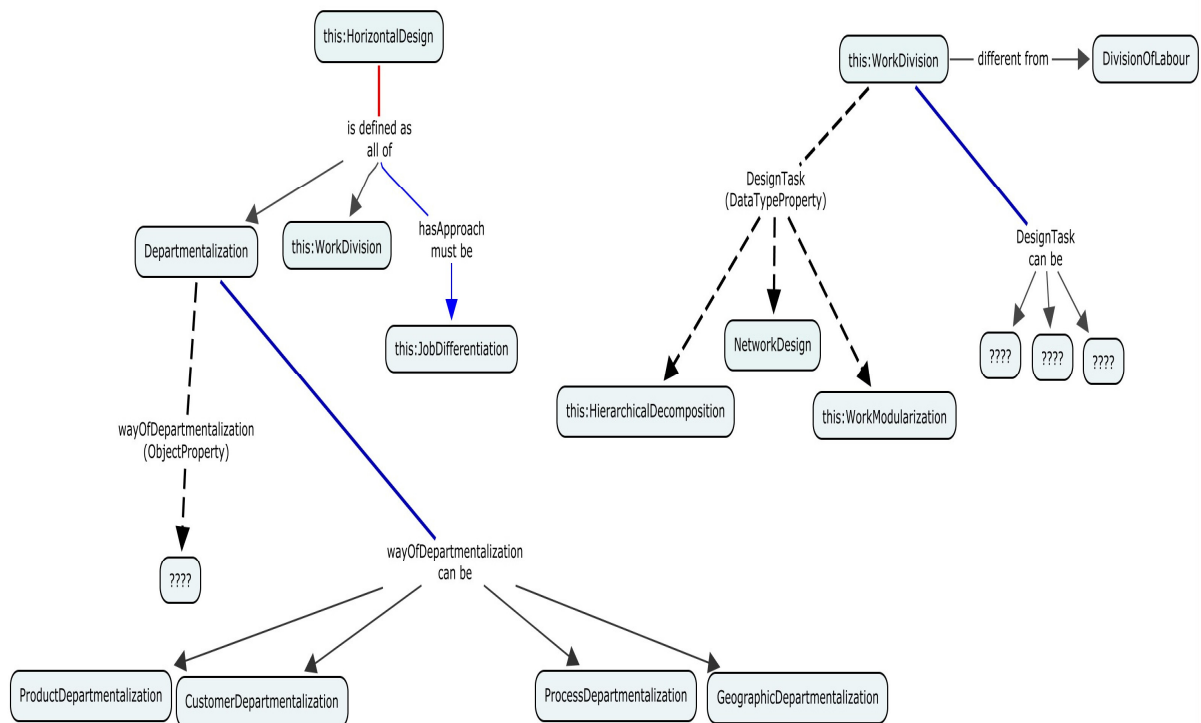 this:HorizontalDesign
is defined as
all of
Departmentalization
this:WorkDivision
hasApproach
must be
this:JobDifferentiation
wayOfDepartmentalization
(ObjectProperty)
????
wayOfDepartmentalization
can be
ProductDepartmentalization
CustomerDepartmentalization
ProcessDepartmentalization
GeographicDepartmentalization
this:WorkDivision
different from
DivisionOfLabour
DesignTask
(DataTypeProperty)
this:HierarchicalDecomposition
NetworkDesign
this:WorkModularization
DesignTask
can be
????
????
????